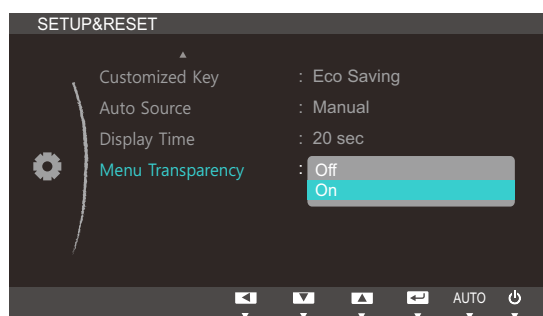 SETUP&RESET
Customized Key : Eco Saving
Auto Source : Manual
Display Time : 20 sec
Menu Transparency : Off
On
AUTO